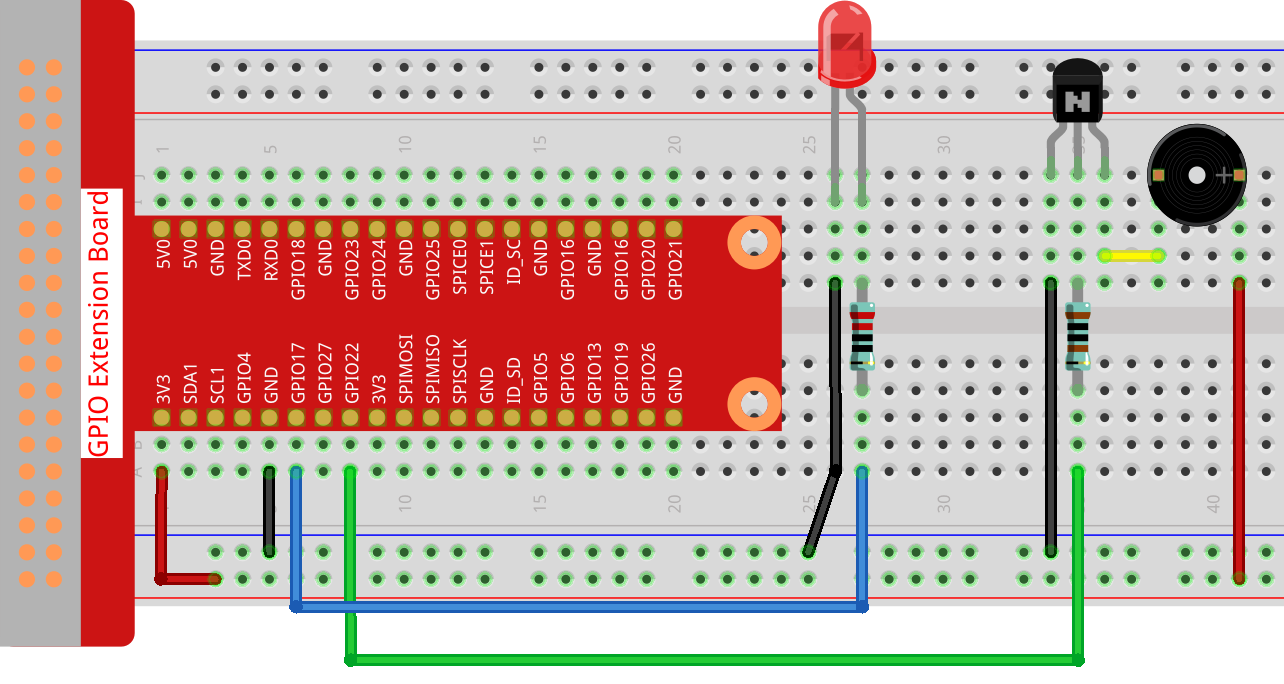 GPIO Extension Board
1
5
10
15
20
25
30
35
J
I
5V0
5V0
GND
TXD0
RXD0
GPIO18
GND
GPIO23
GPIO24
GND
GPIO25
SPICE0
SPICE1
ID_SC
GND
GPIO16
GND
GPIO16
GPIO20
GPIO21
3V3
SDA1
SCL1
GPIO4
GND
GPIO17
GPIO27
GPIO22
3V3
SPIMOSI
SPIMISO
SPISCLK
GND
ID_SD
GPIO5
GPIO6
GPIO13
GPIO19
GPIO26
GND
N
+
B
A
10
15
20
25
30
40